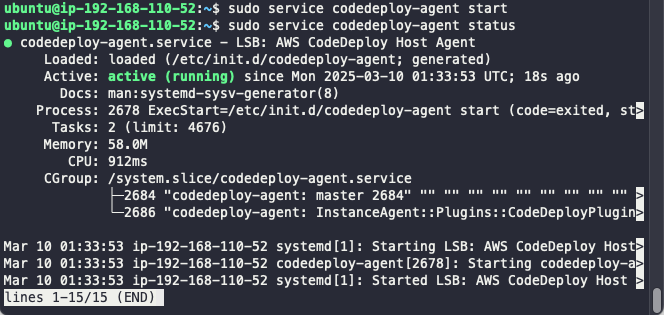 ubuntu@ip-192-168-110-52:~$ sudo service codedeploy-agent start
ubuntu@ip-192-168-110-52:~$ sudo service codedeploy-agent status
● codedeploy-agent.service – LSB: AWS CodeDeploy Host Agent
Loaded: loaded (/etc/init.d/codedeploy-agent; generated)
Active: active (running) since Mon 2025-03-10 01:33:53 UTC; 18s ago
Docs: man:systemd-sysv-generator(8)
Process: 2678 ExecStart=/etc/init.d/codedeploy-agent start (code=exited, st>
Tasks: 2 (limit: 4676)
Memory: 58.0M
CPU: 912ms
CGroup: /system.slice/codedeploy-agent.service
├─2684 "codedeploy-agent: master 2684" "" "" "" "" "" "" "" "" "" "" >
└─2686 "codedeploy-agent: InstanceAgent::Plugins::CodeDeployPlugin>
Mar 10 01:33:53 ip-192-168-110-52 systemd[1]: Starting LSB: AWS CodeDeploy Host>
Mar 10 01:33:53 ip-192-168-110-52 codedeploy-agent[2678]: Starting codedeploy-a>
Mar 10 01:33:53 ip-192-168-110-52 systemd[1]: Started LSB: AWS CodeDeploy Host >
lines 1-15/15 (END)